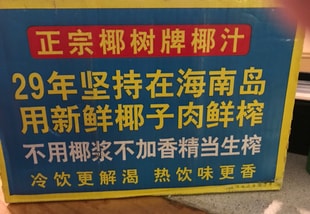 正宗椰树牌椰汁
29年坚持在海南岛
用新鲜椰子肉鲜榨
不用椰浆不加香精当生榨
冷饮更解渴 热饮味更香